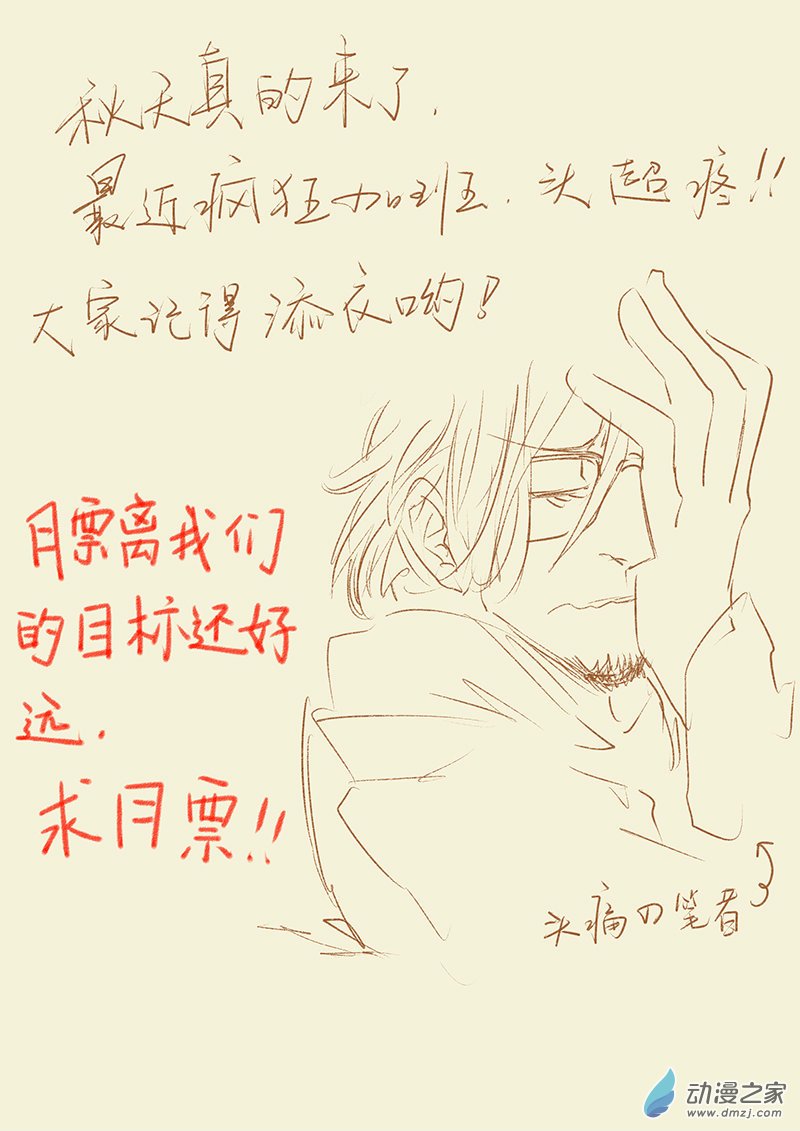 秋天真的来了.
最近疯狂加班.头超疼!!
大家记得添衣哟!
月票离我们
的目标还好
远.
求月票!!
头痛の笔者
动漫之家
www.dmzj.com